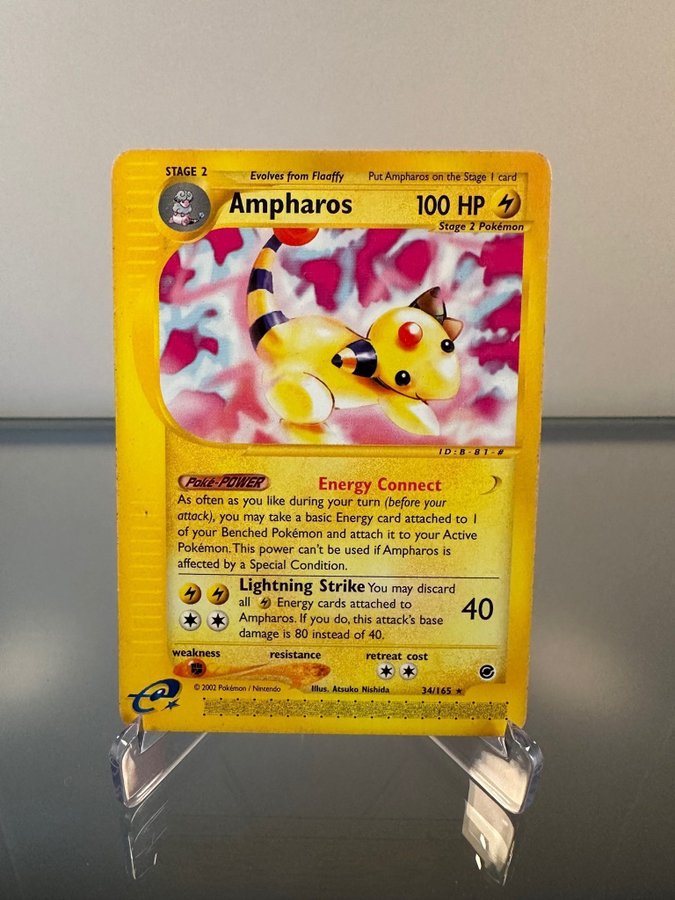 STAGE 2 Evolves from Flaaffy Put Ampharos on the Stage 1 card
Ampharos 100 HP
Stage 2 Pokémon
ID:B-81-#
Poké-POWER Energy Connect
As often as you like during your turn (before your
attack), you may take a basic Energy card attached to 1
of your Benched Pokémon and attach it to your Active
Pokémon. This power can't be used if Ampharos is
affected by a Special Condition.
Lightning Strike You may discard
all Energy cards attached to
Ampharos. If you do, this attack's base
damage is 80 instead of 40.
40
weakness resistance retreat cost
© 2002 Pokémon / Nintendo Illus. Atsuko Nishida 34/165 ★
e